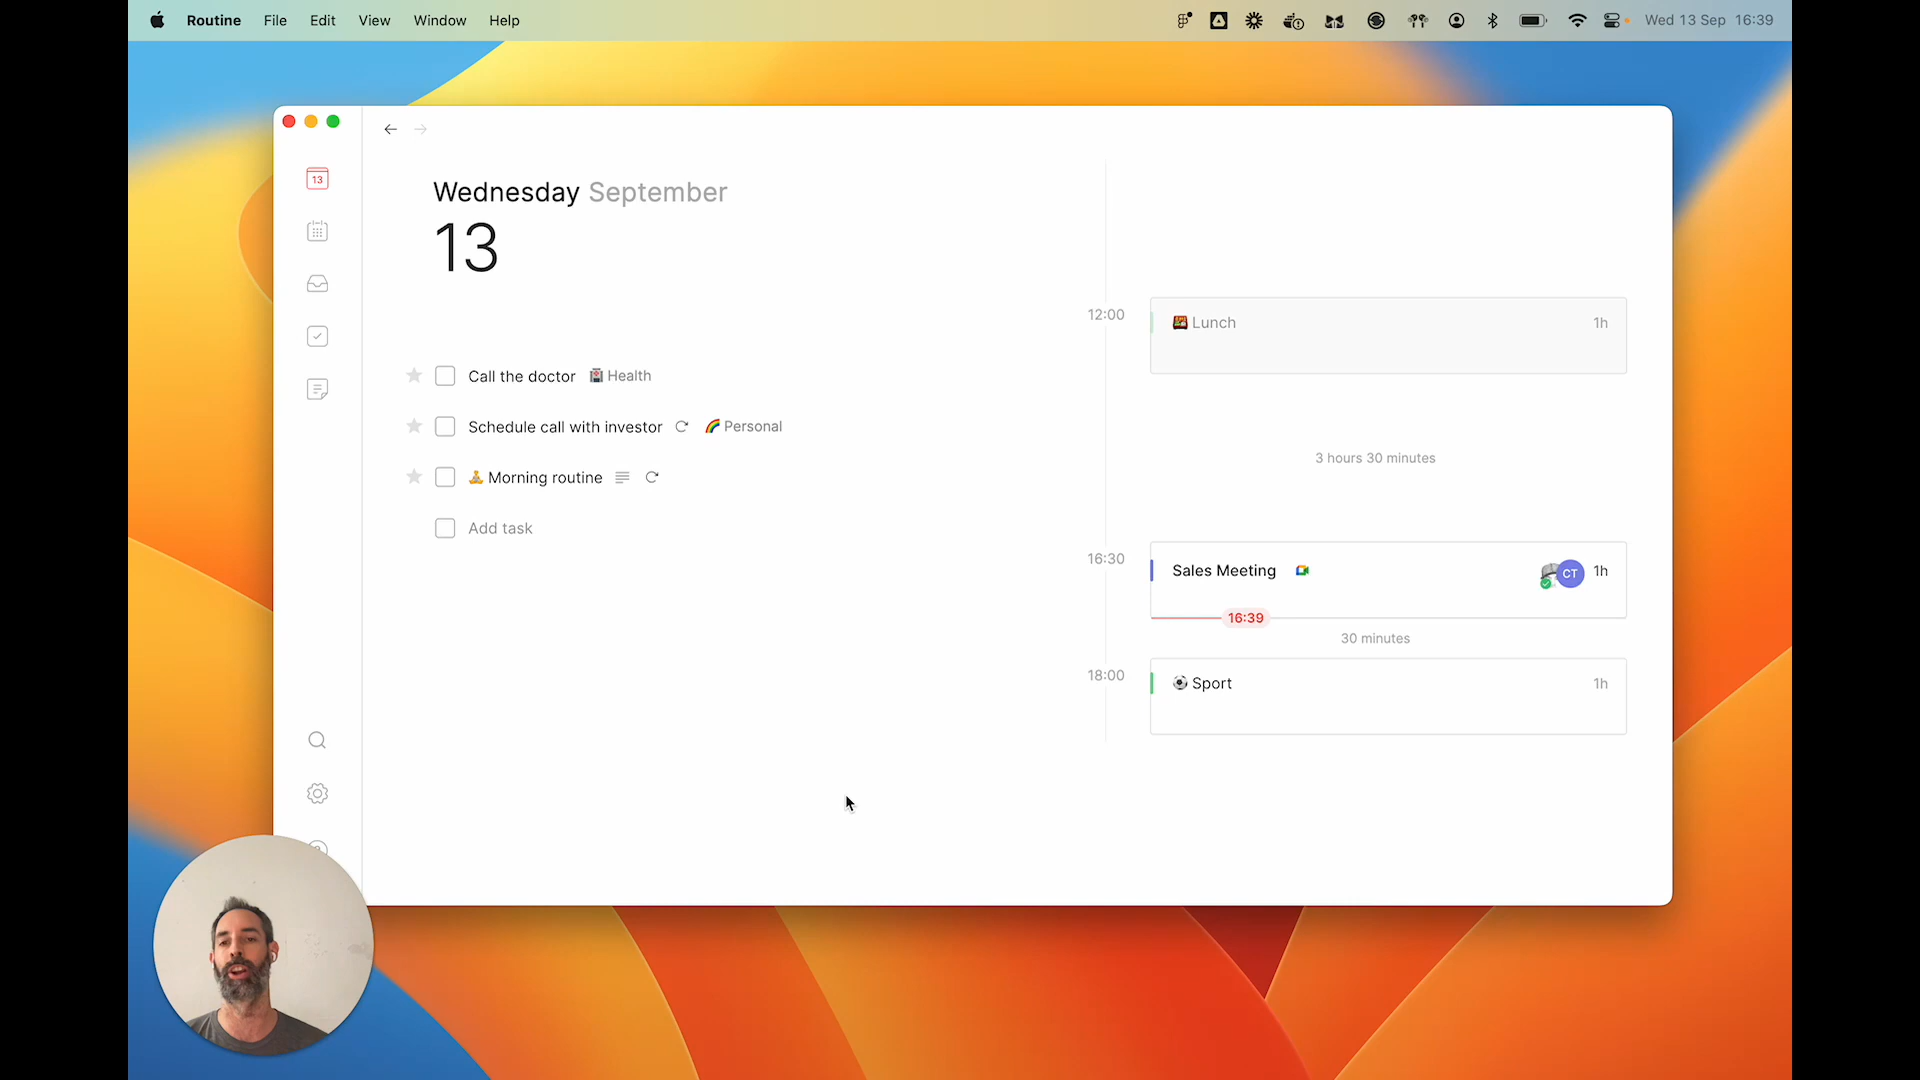 Routine File Edit View Window Help Wed 13 Sep 16:39
13
Wednesday September
13
Call the doctor Health
Schedule call with investor Personal
Morning routine
Add task
12:00 Lunch 1h
3 hours 30 minutes
16:30 Sales Meeting CT 1h
16:39
30 minutes
18:00 Sport 1h